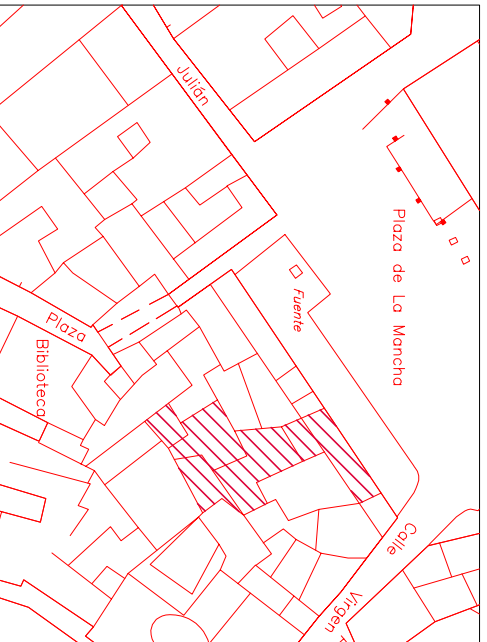 Julián
Plaza de La Mancha
Fuente
Plaza
Biblioteca
Calle
Virgen